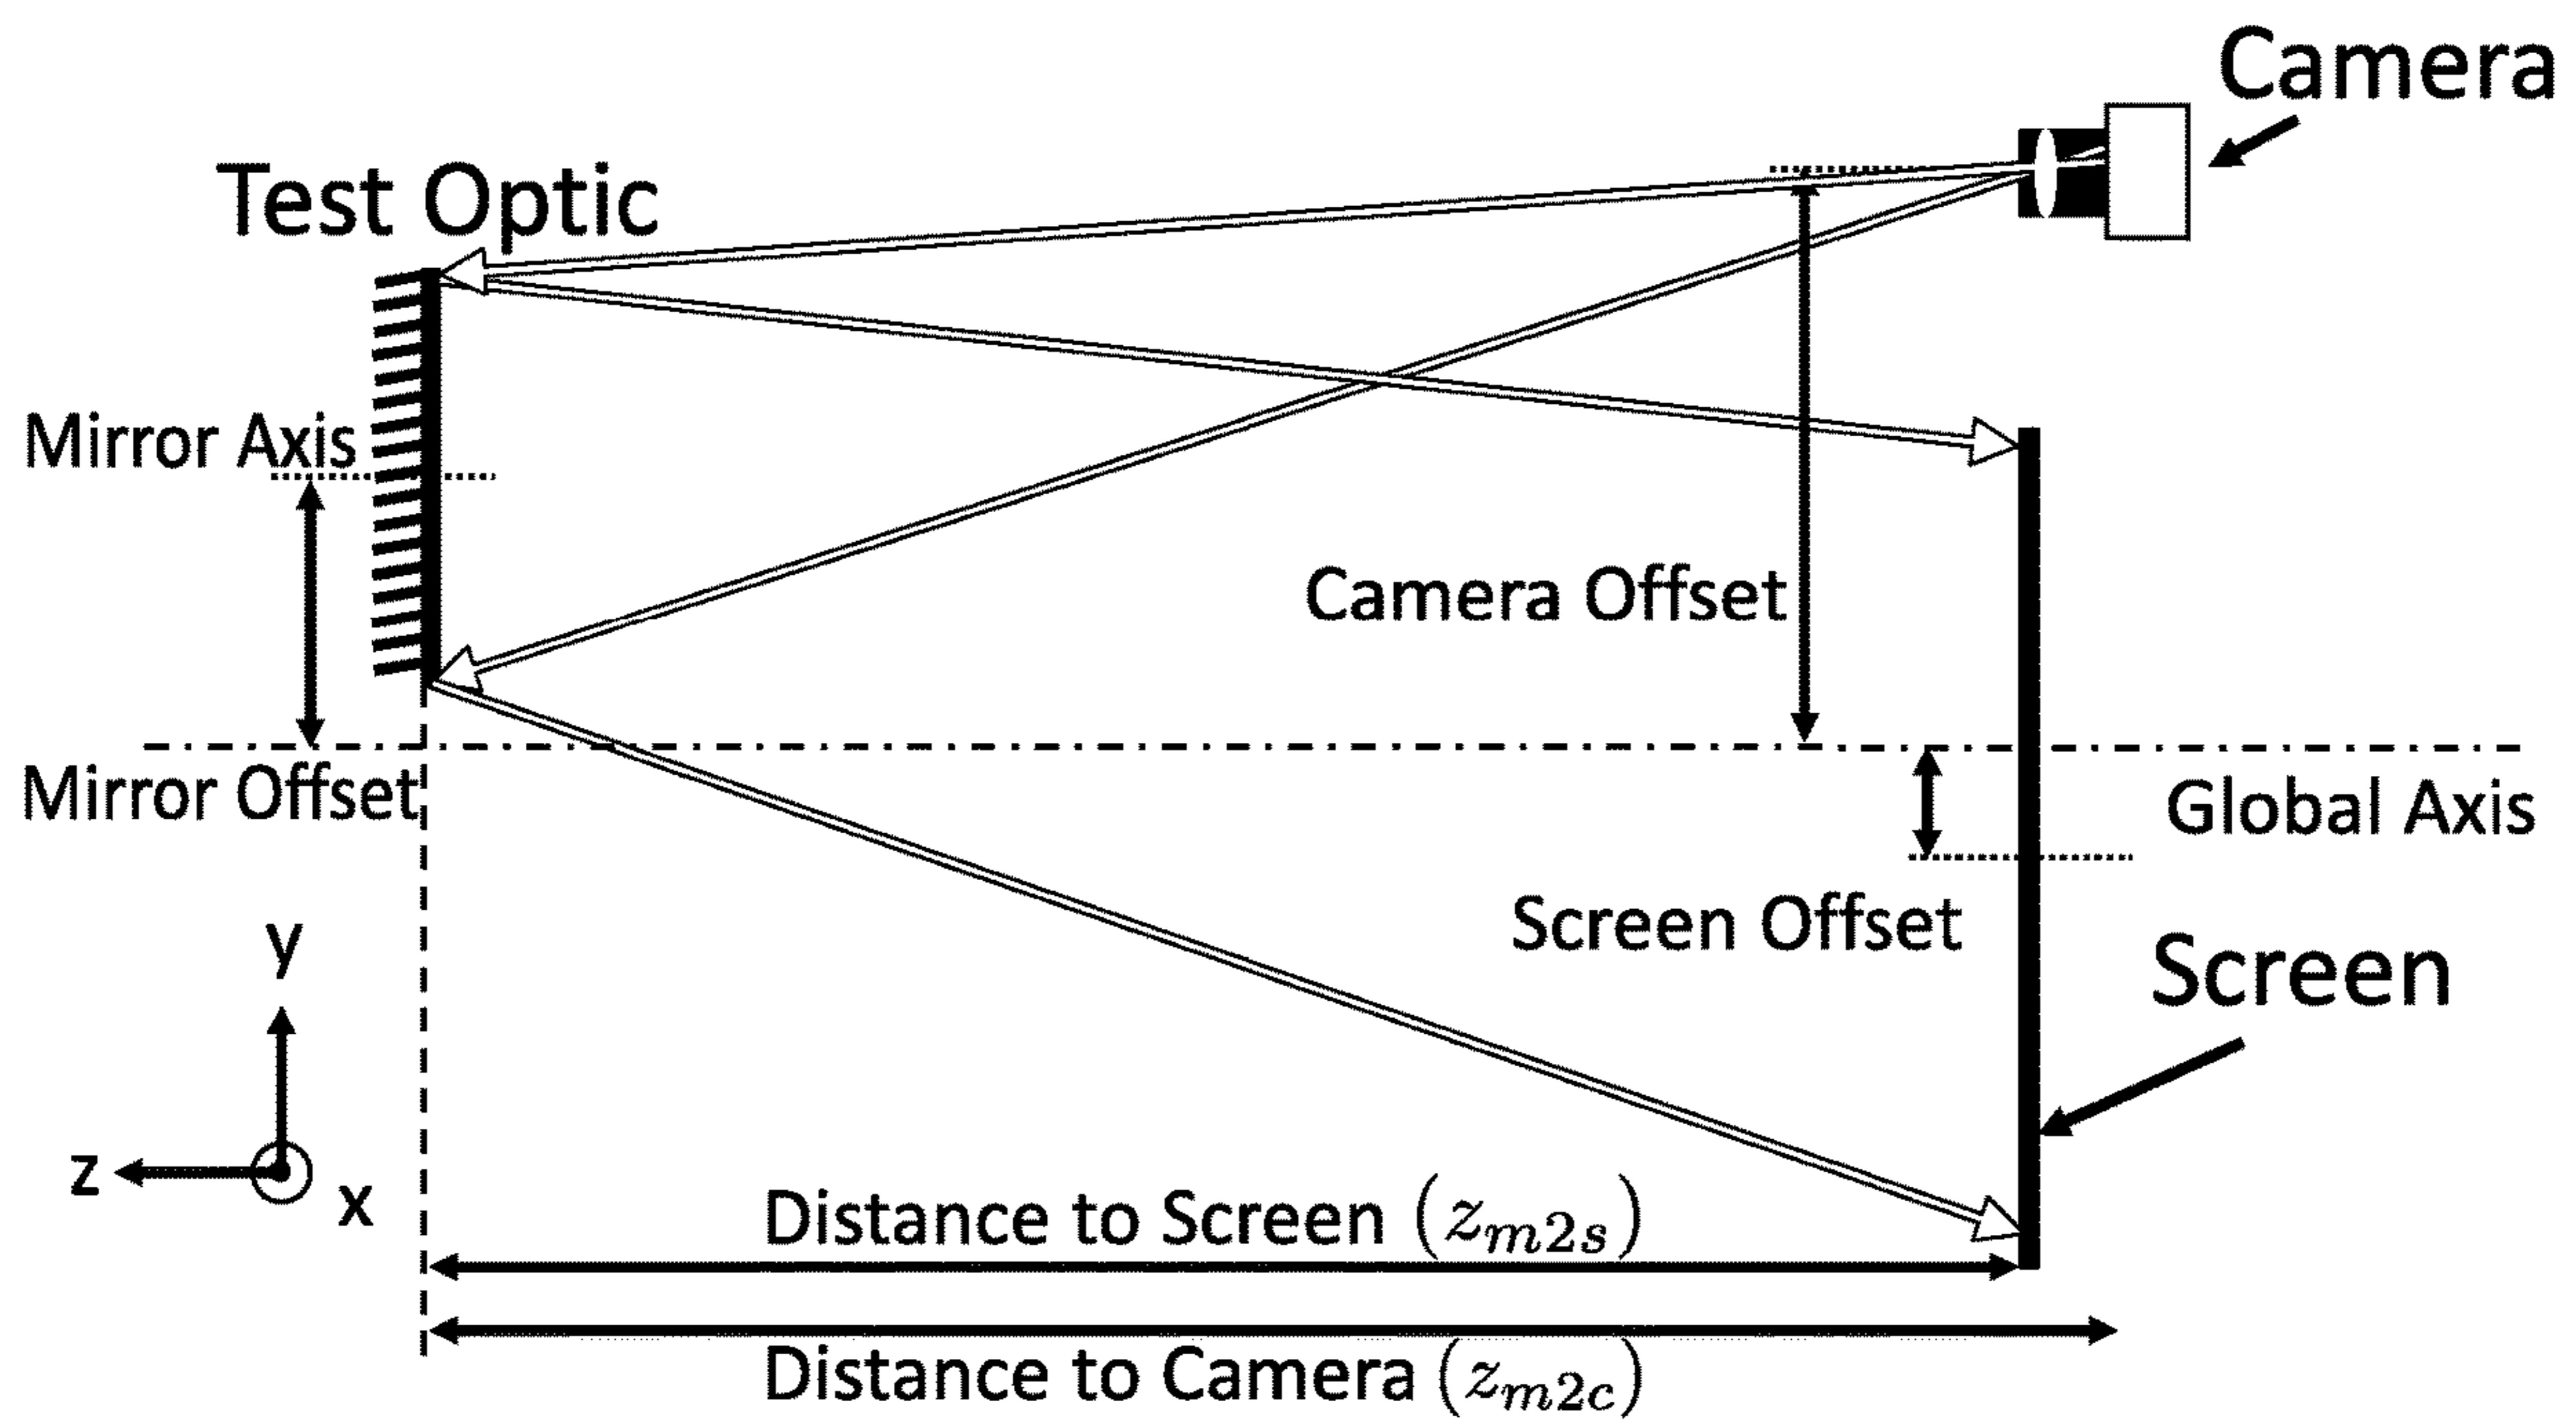 Camera
Test Optic
Mirror Axis
Camera Offset
Mirror Offset
Global Axis
Screen Offset
Screen
y
z
x
Distance to Screen (z_{m2s})
Distance to Camera (z_{m2c})